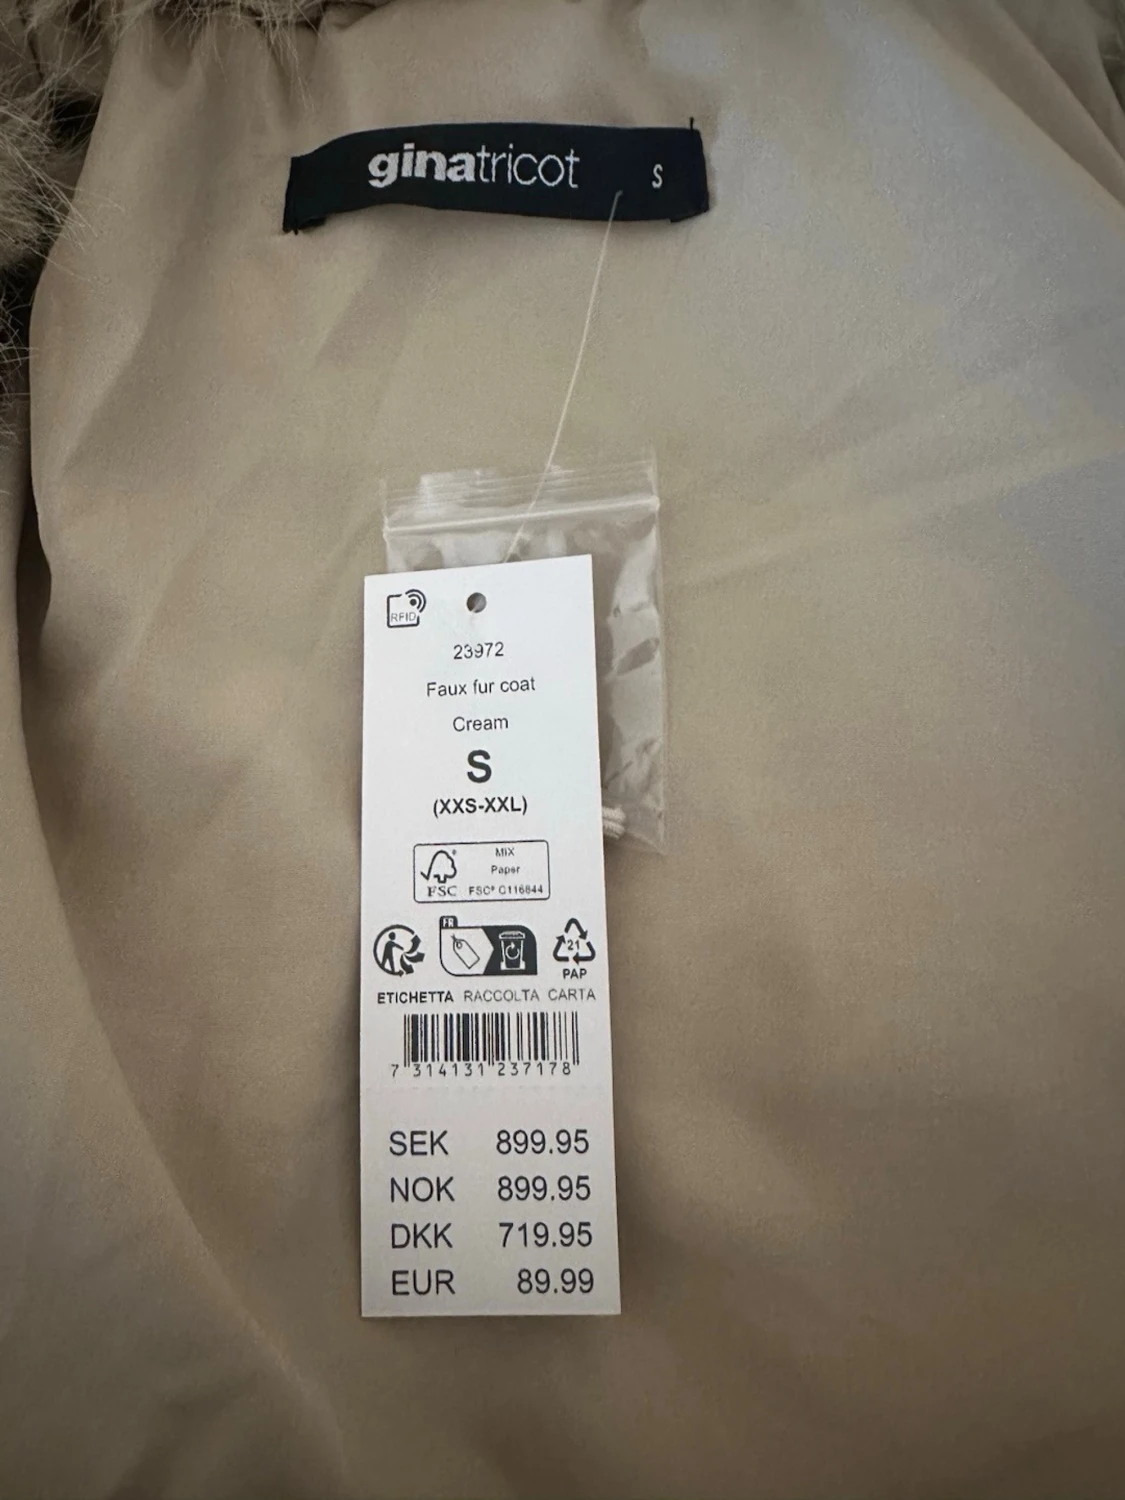 ginatricot S
RFID
23972
Faux fur coat
Cream
S
(XXS-XXL)
MIX
Paper
FSC® C116844
FSC
FR
21
PAP
ETICHETTA RACCOLTA CARTA
7 314131 237178
SEK 899.95
NOK 899.95
DKK 719.95
EUR 89.99